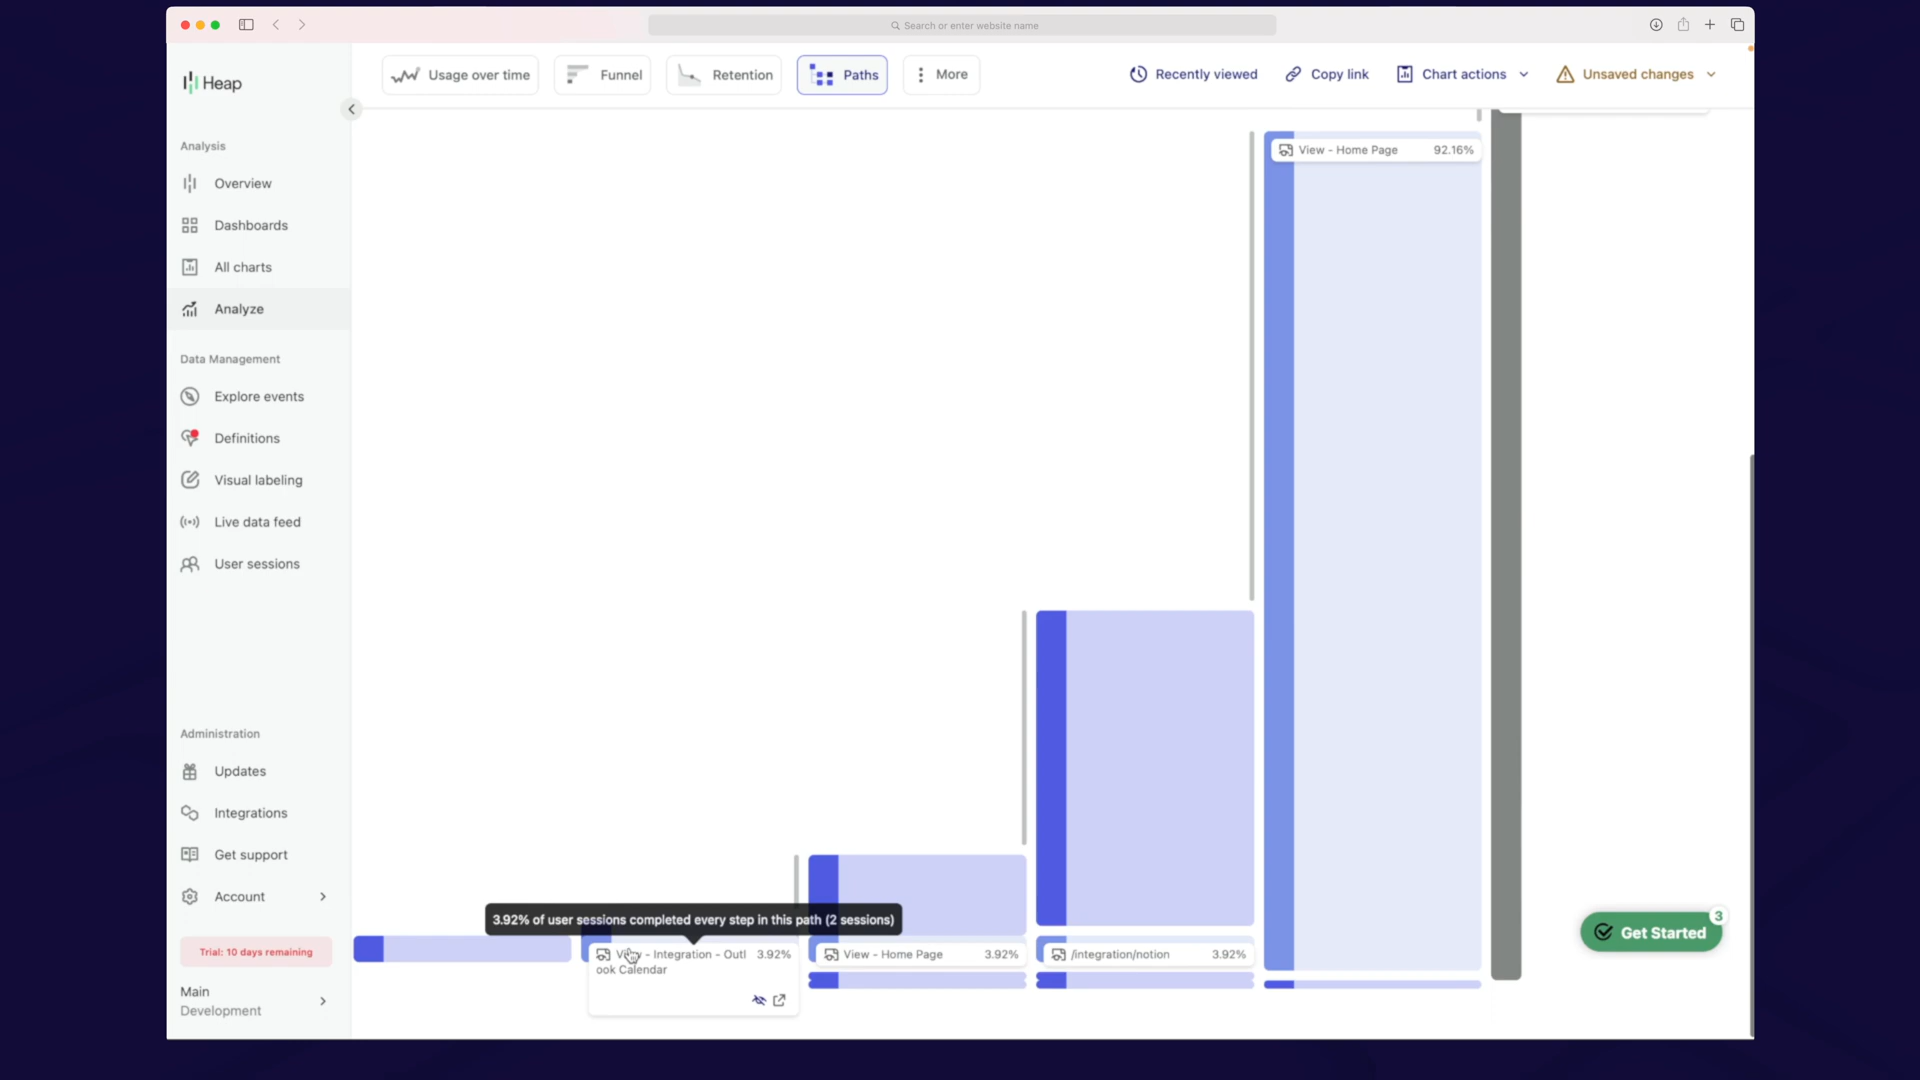 Search or enter website name
Heap
Usage over time
Funnel
Retention
Paths
More
Recently viewed
Copy link
Chart actions
Unsaved changes
Analysis
Overview
Dashboards
All charts
Analyze
Data Management
Explore events
Definitions
Visual labeling
Live data feed
User sessions
Administration
Updates
Integrations
Get support
Account
Trial: 10 days remaining
Main
Development
View - Home Page 92.16%
3.92% of user sessions completed every step in this path (2 sessions)
View - Integration - Outl 3.92%
ook Calendar
View - Home Page 3.92%
/integration/notion 3.92%
Get Started
3